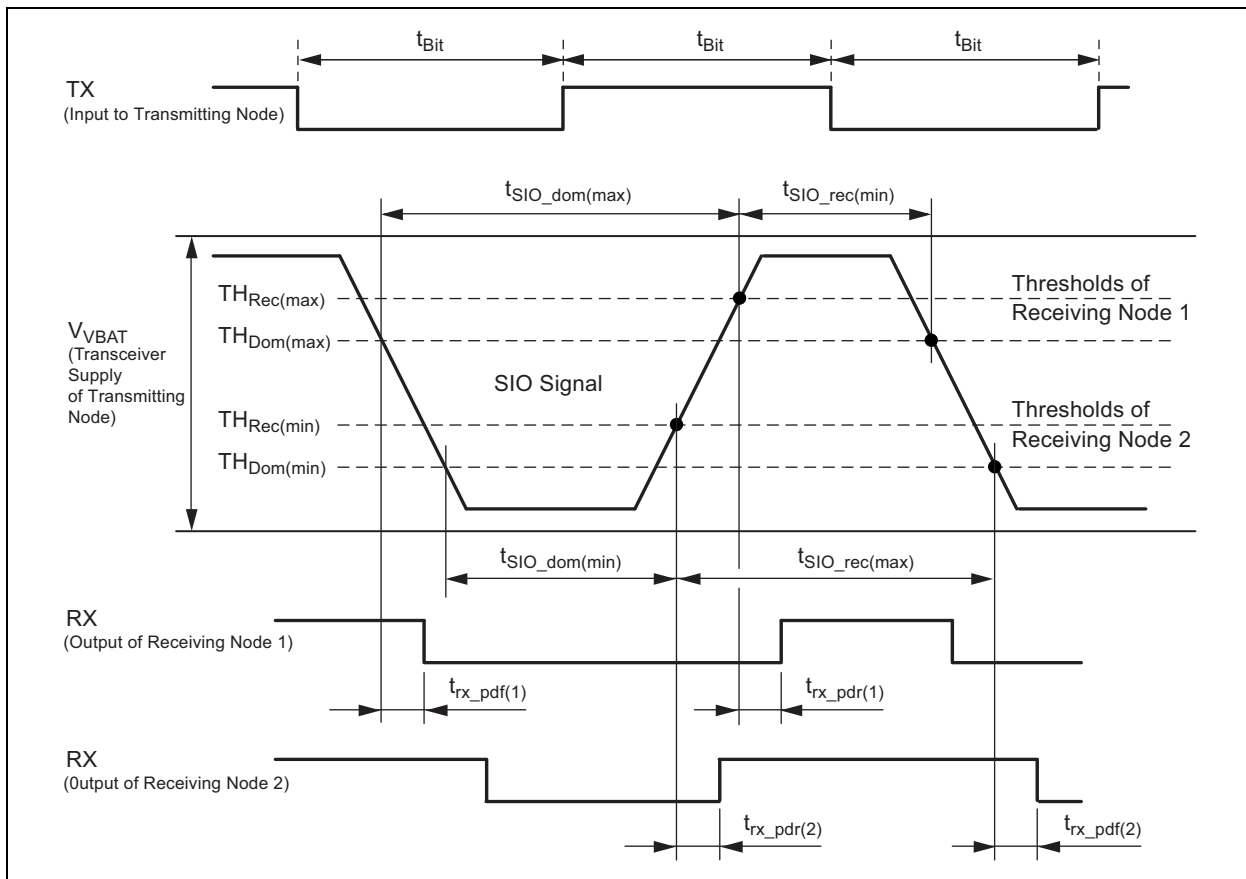 tBit
tBit
tBit
TX
(Input to Transmitting Node)
tSIO_dom(max)
tSIO_rec(min)
THRec(max)
Thresholds of
Receiving Node 1
VVBAT
(Transceiver
Supply
of Transmitting
Node)
THDom(max)
SIO Signal
THRec(min)
Thresholds of
Receiving Node 2
THDom(min)
tSIO_dom(min)
tSIO_rec(max)
RX
(Output of Receiving Node 1)
trx_pdf(1)
trx_pdr(1)
RX
(0utput of Receiving Node 2)
trx_pdr(2)
trx_pdf(2)